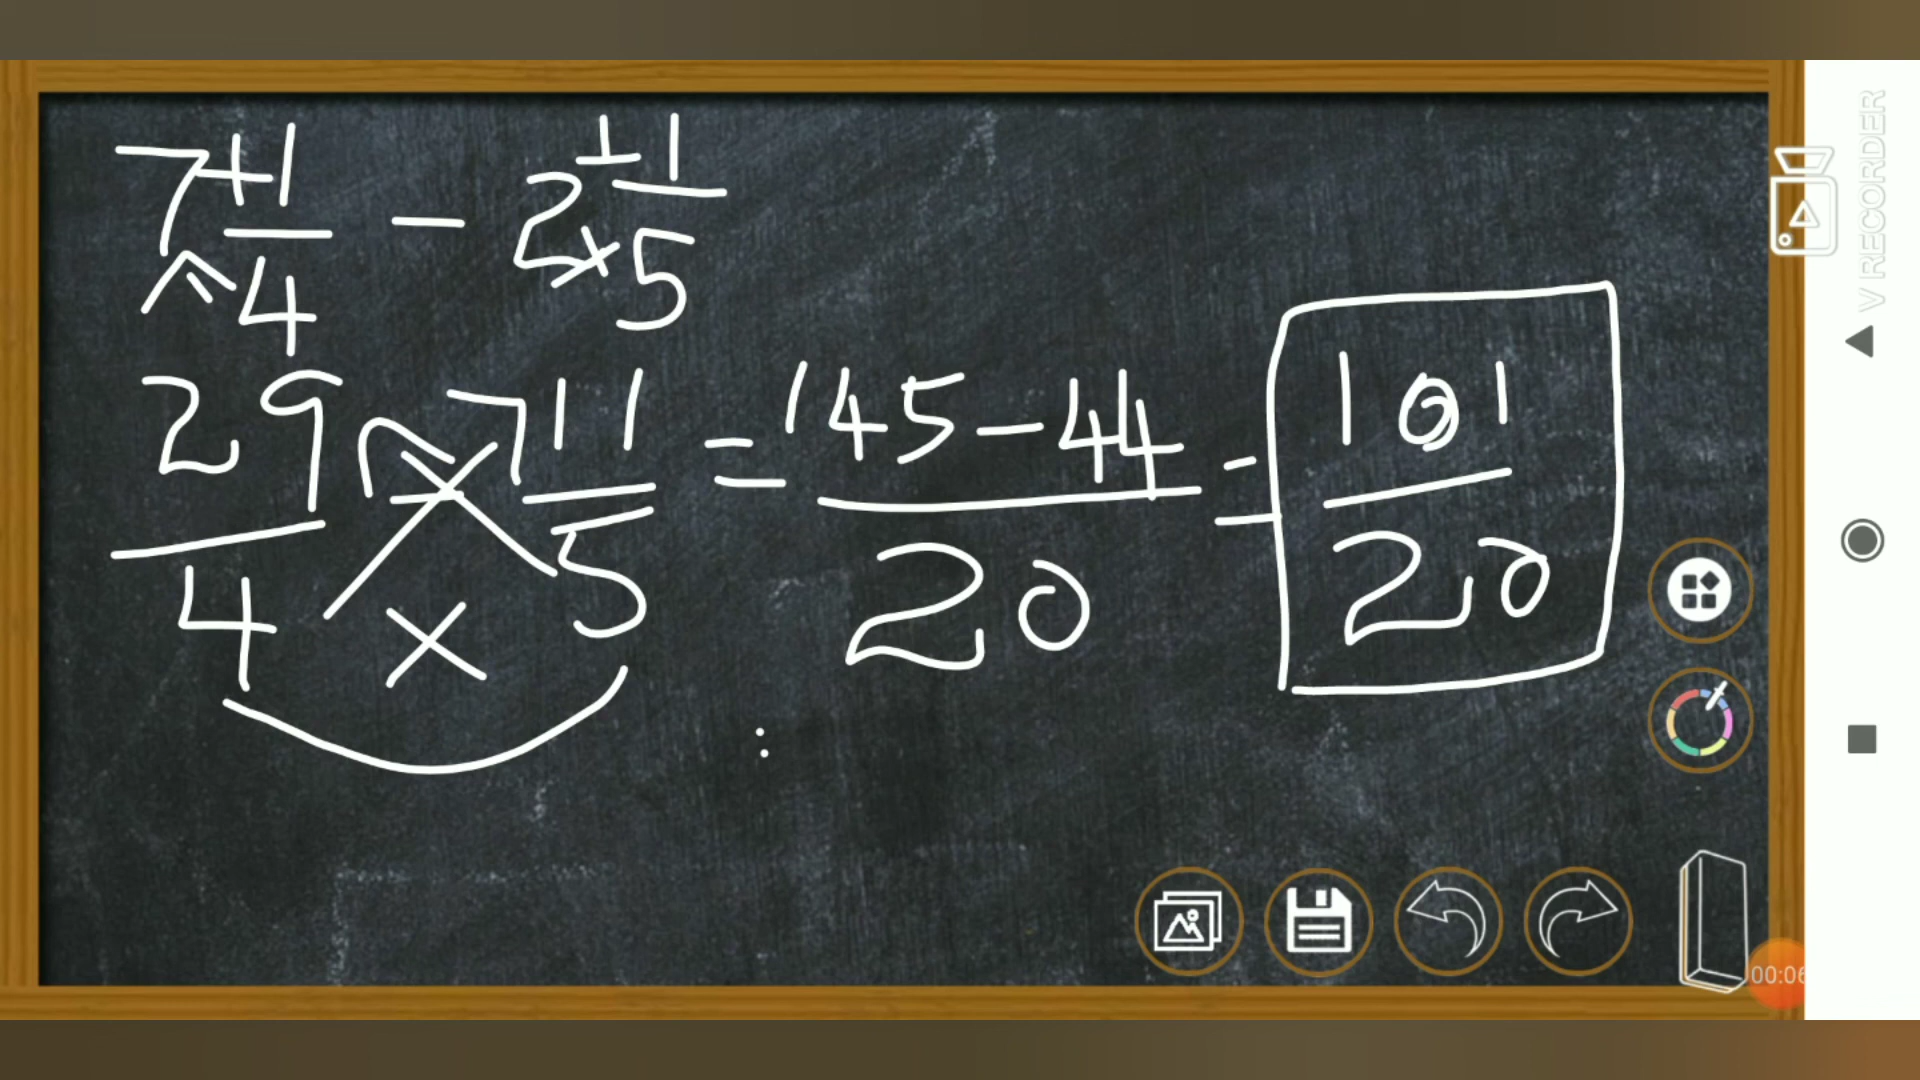 7 1/4 - 2 1/5
+ + × ×
29/4 - 11/5 = 145-44/20 = 101/20
×
V RECORDER
00:06